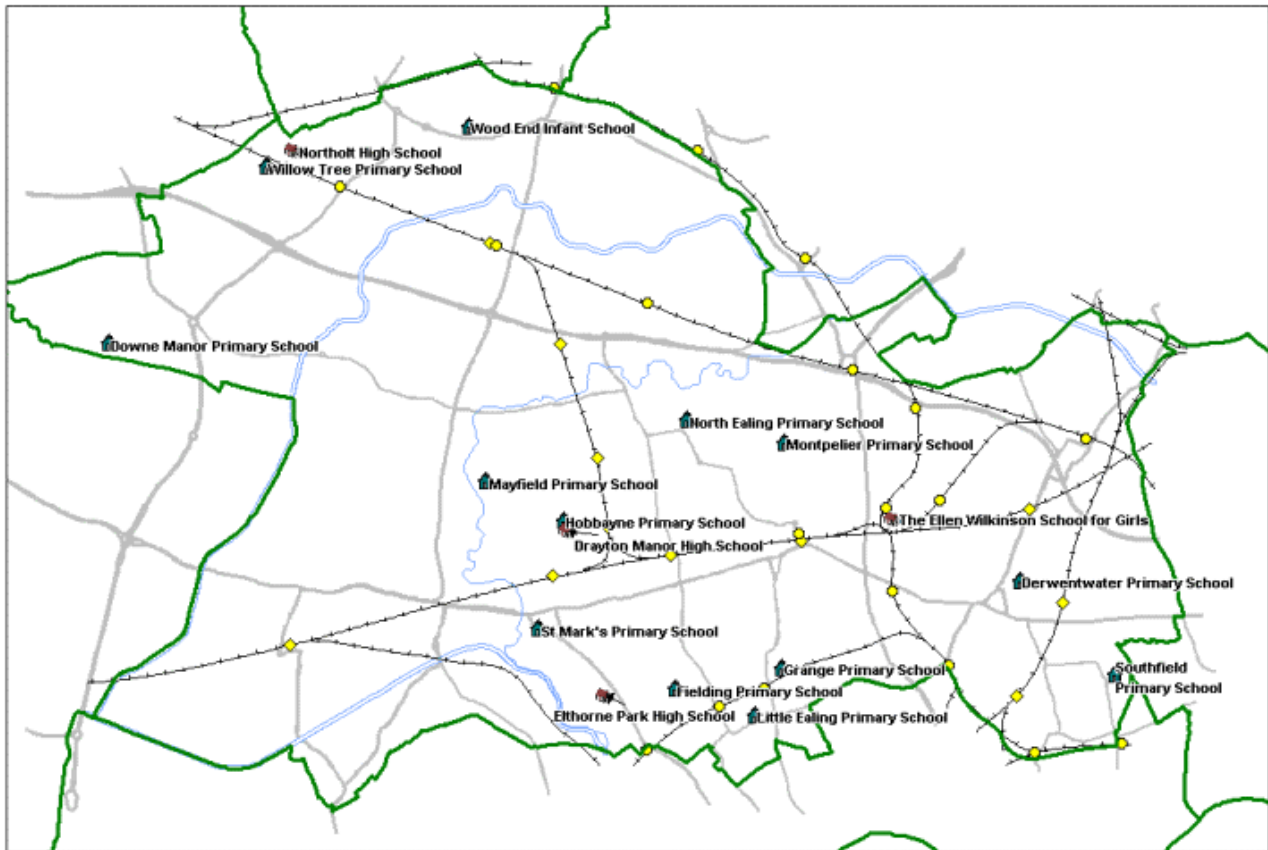 Wood End Infant School
Northolt High School
Willow Tree Primary School
Downe Manor Primary School
North Ealing Primary School
Montpelier Primary School
Mayfield Primary School
Hobbayne Primary School
The Ellen Wilkinson School for Girls
Drayton Manor High School
Derwentwater Primary School
St Mark's Primary School
Grange Primary School
Southfield
Primary School
Fielding Primary School
Elthorne Park High School
Little Ealing Primary School